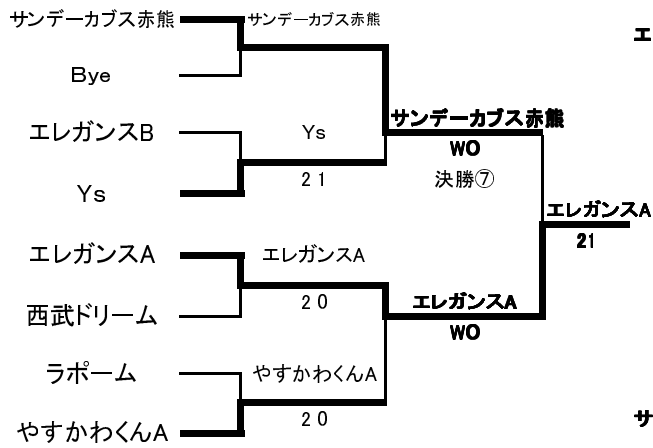 サンデーカブス赤熊
サンデーカブス赤熊
エ
Bye
エレガンスB
Ys
サンデーカブス赤熊
WO
Ys
21
決勝⑦
エレガンスA
21
エレガンスA
エレガンスA
20
西武ドリーム
エレガンスA
WO
ラポーム
やすかわくんA
20
やすかわくんA
サ